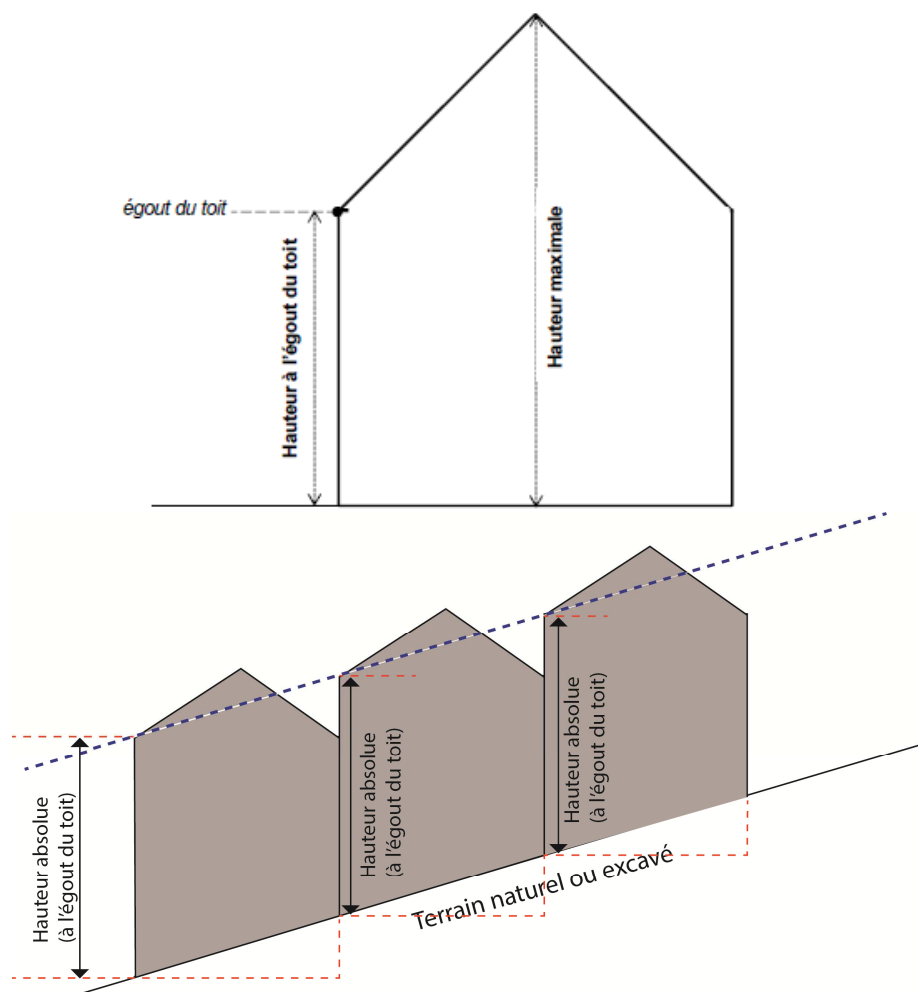 égout du toit
Hauteur à l'égout du toit
Hauteur maximale
Hauteur absolue
(à l'égout du toit)
Hauteur absolue
(à l'égout du toit)
Hauteur absolue
(à l'égout du toit)
Terrain naturel ou excavé